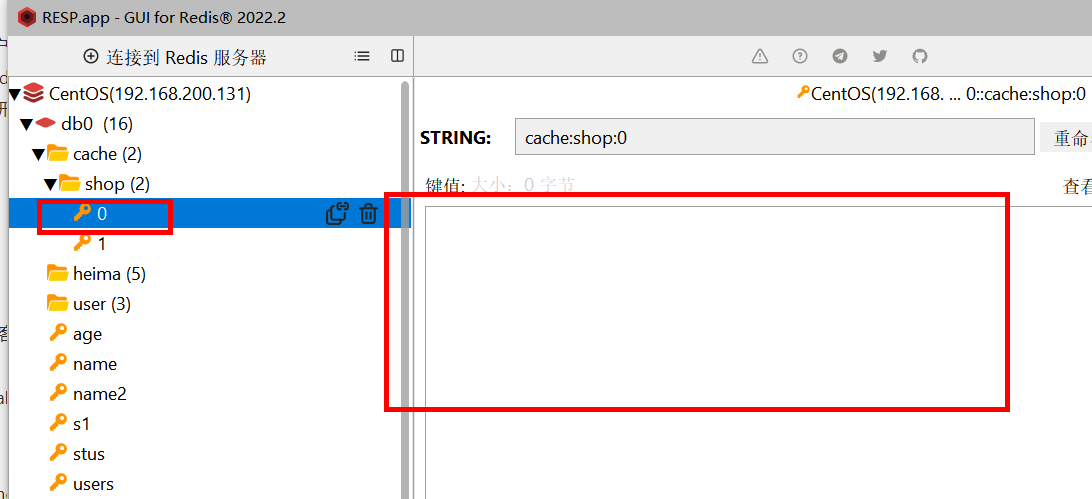 RESP.app - GUI for Redis® 2022.2
连接到 Redis 服务器
CentOS(192.168.200.131)
db0 (16)
cache (2)
shop (2)
0
1
heima (5)
user (3)
age
name
name2
s1
stus
users
CentOS(192.168. ... 0::cache:shop:0
STRING:
cache:shop:0
重命
键值: 大小: 0 字节
查看